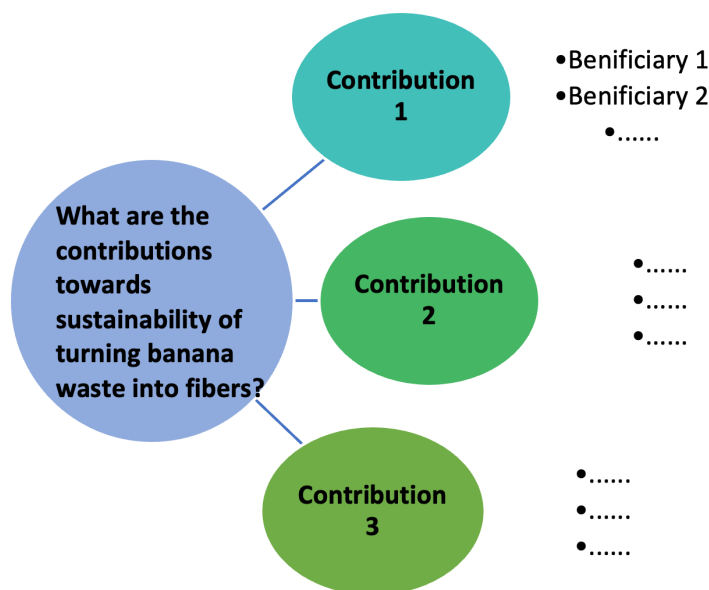 What are the
contributions
towards
sustainability of
turning banana
waste into fibers?
Contribution
1
•Benificiary 1
•Benificiary 2
•......
Contribution
2
•......
•......
•......
Contribution
3
•......
•......
•......